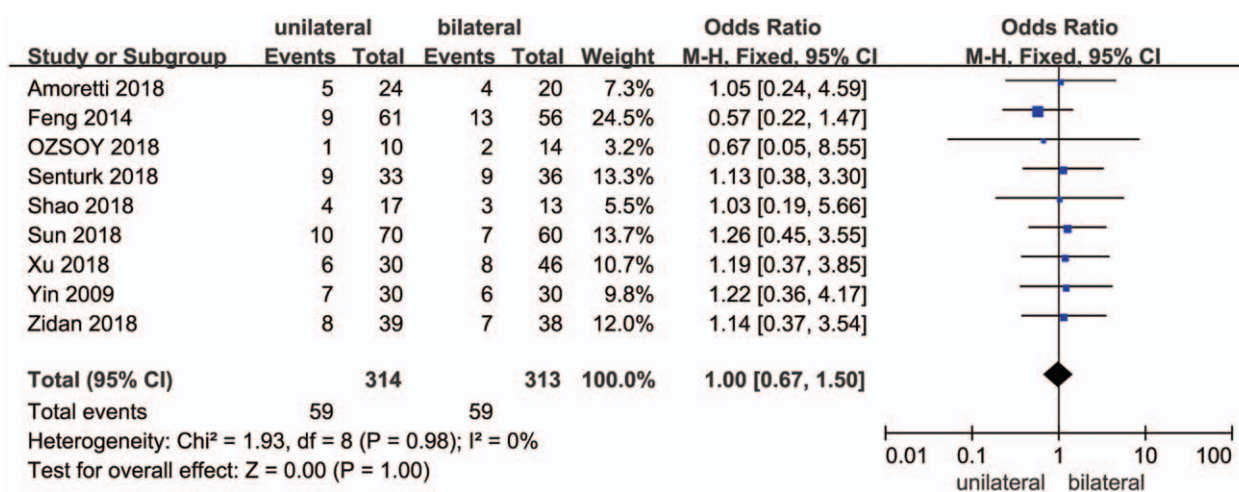 unilateral bilateral Odds Ratio Odds Ratio
Study or Subgroup Events Total Events Total Weight M-H, Fixed, 95% CI M-H, Fixed, 95% CI
Amoretti 2018 5 24 4 20 7.3% 1.05 [0.24, 4.59]
Feng 2014 9 61 13 56 24.5% 0.57 [0.22, 1.47]
OZSOY 2018 1 10 2 14 3.2% 0.67 [0.05, 8.55]
Senturk 2018 9 33 9 36 13.3% 1.13 [0.38, 3.30]
Shao 2018 4 17 3 13 5.5% 1.03 [0.19, 5.66]
Sun 2018 10 70 7 60 13.7% 1.26 [0.45, 3.55]
Xu 2018 6 30 8 46 10.7% 1.19 [0.37, 3.85]
Yin 2009 7 30 6 30 9.8% 1.22 [0.36, 4.17]
Zidan 2018 8 39 7 38 12.0% 1.14 [0.37, 3.54]
Total (95% CI) 314 313 100.0% 1.00 [0.67, 1.50]
Total events 59 59
Heterogeneity: Chi² = 1.93, df = 8 (P = 0.98); I² = 0%
Test for overall effect: Z = 0.00 (P = 1.00)
0.01 0.1 1 10 100
unilateral bilateral